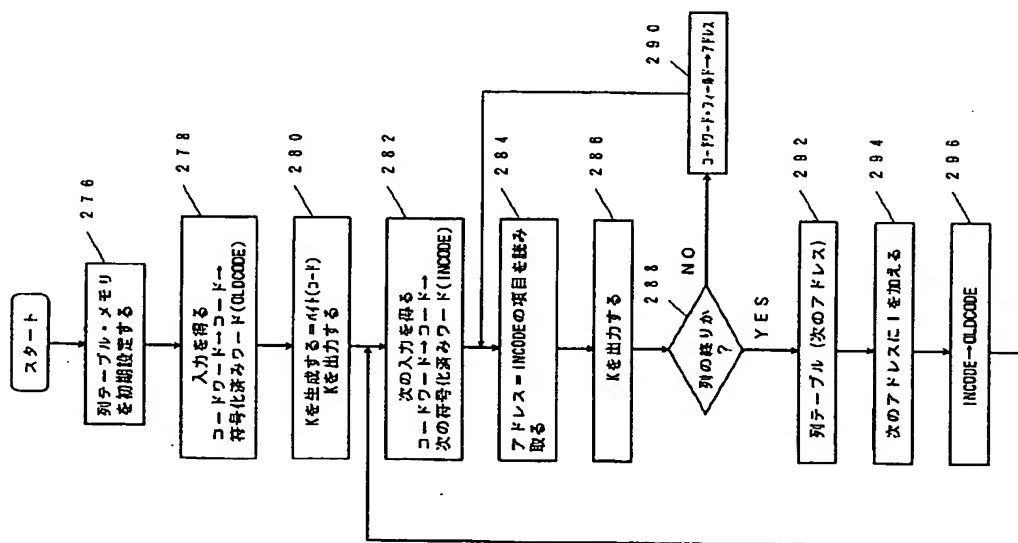 スタート
276
列テーブル・メモリ
を初期設定する
278
入力を得る
コードワード→コード→
符号化済みワード(OLDCODE)
280
Kを生成する=バイト(コード)
Kを出力する
282
次の入力を得る
コードワード→コード→
次の符号化済みワード(INCODE)
284
アドレス=INCODEの項目を読み
取る
286
Kを出力する
288
列の終りか
?
NO
290
コードワード・フィールド→アドレス
YES
292
列テーブル(次のアドレス)
294
次のアドレスに1を加える
296
INCODE→OLDCODE